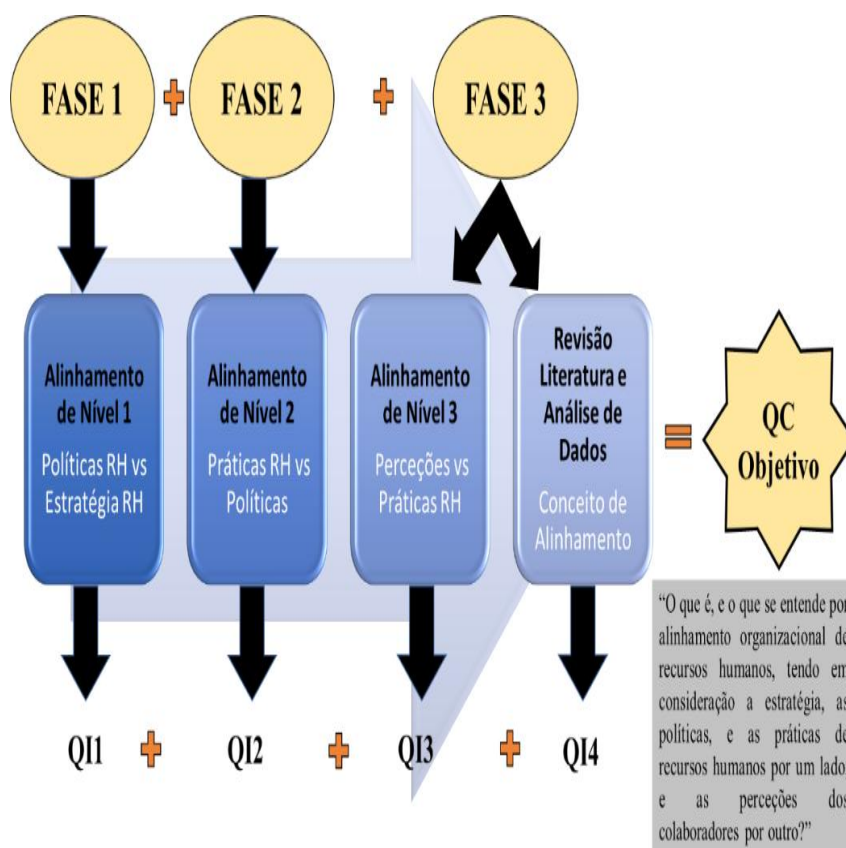 FASE 1 + FASE 2 + FASE 3
Alinhamento
de Nível 1
Políticas RH vs
Estratégia RH
Alinhamento
de Nível 2
Práticas RH vs
Políticas
Alinhamento
de Nível 3
Perceções vs
Práticas RH
Revisão
Literatura e
Análise de
Dados
Conceito de
Alinhamento
=
QC
Objetivo
QI1 + QI2 + QI3 + QI4
“O que é, e o que se entende por
alinhamento organizacional de
recursos humanos, tendo em
consideração a estratégia, as
políticas, e as práticas de
recursos humanos por um lado,
e as perceções dos
colaboradores por outro?”